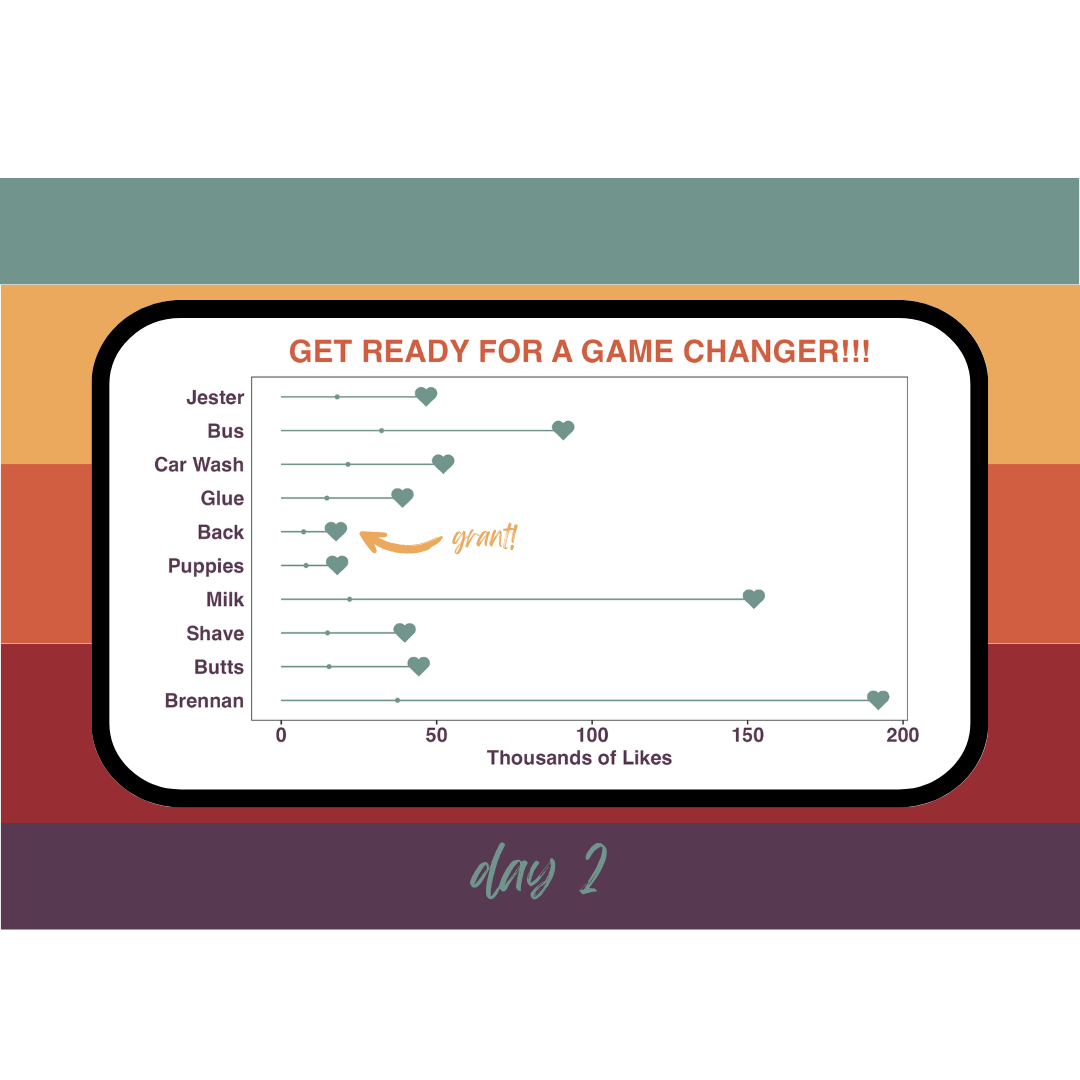 GET READY FOR A GAME CHANGER!!!
Jester
Bus
Car Wash
Glue
Back
grant!
Puppies
Milk
Shave
Butts
Brennan
0 50 100 150 200
Thousands of Likes
day 2